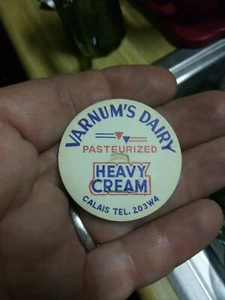 VARNUM'S DAIRY
PASTEURIZED
HEAVY
CREAM
CALAIS TEL. 203W4